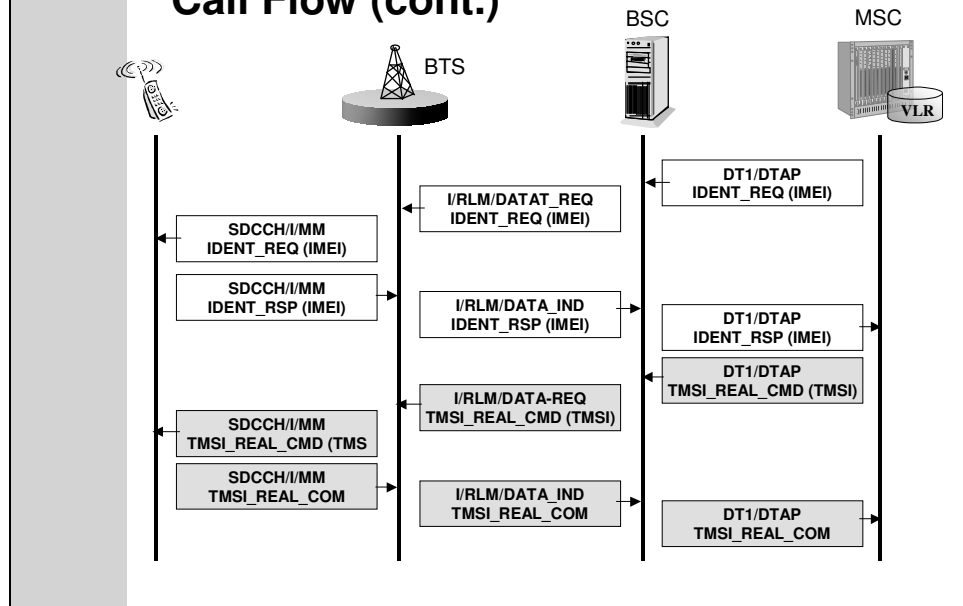 Call Flow (cont.)
BSC
MSC
BTS
VLR
DT1/DTAP
IDENT_REQ (IMEI)
I/RLM/DATAT_REQ
IDENT_REQ (IMEI)
SDCCH/I/MM
IDENT_REQ (IMEI)
SDCCH/I/MM
IDENT_RSP (IMEI)
I/RLM/DATA_IND
IDENT_RSP (IMEI)
DT1/DTAP
IDENT_RSP (IMEI)
DT1/DTAP
TMSI_REAL_CMD (TMSI)
I/RLM/DATA-REQ
TMSI_REAL_CMD (TMSI)
SDCCH/I/MM
TMSI_REAL_CMD (TMS
SDCCH/I/MM
TMSI_REAL_COM
I/RLM/DATA_IND
TMSI_REAL_COM
DT1/DTAP
TMSI_REAL_COM